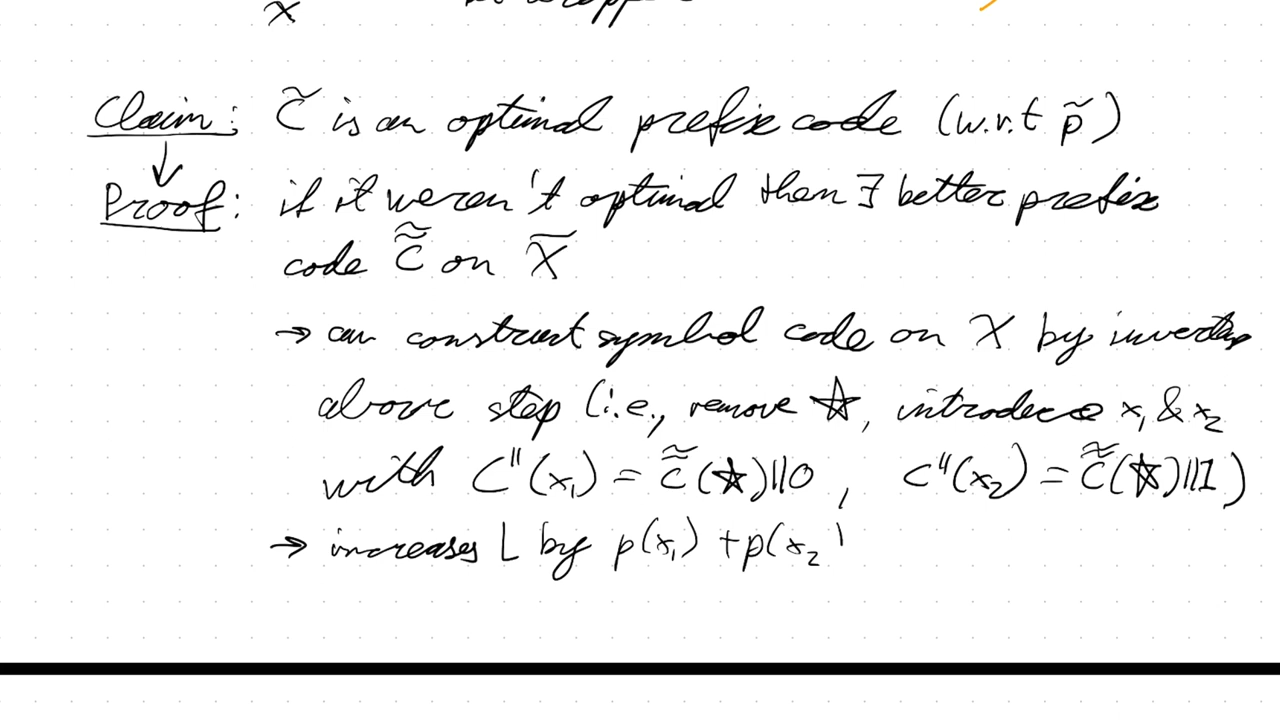 x
Claim: C̃ is an optimal prefix code (w.r.t p̃)
Proof: if it weren't optimal then ∃ better prefix
code C̃̃ on X̃
→ can construct symbol code on X by
above step (i.e., remove ☆, introduce x₁ & x₂
with C''(x₁) = C̃̃(☆)||0 , C''(x₂) = C̃̃(☆)||1)
→ increases L by p(x₁) + p(x₂)